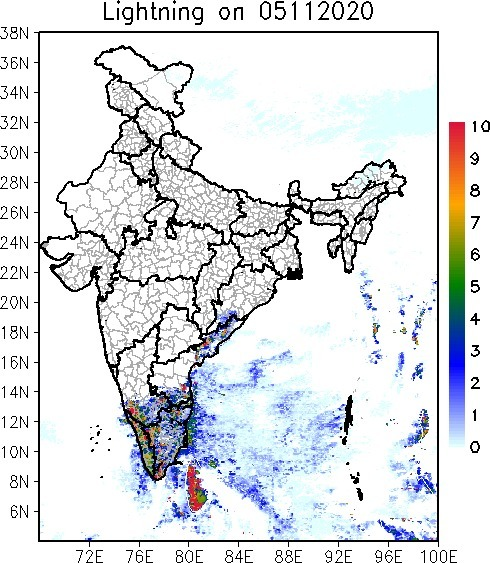 Lightning on 05112020
38N
36N
34N
32N
30N
28N
26N
24N
22N
20N
18N
16N
14N
12N
10N
8N
6N
10
9
8
7
6
5
4
3
2
1
0
72E 76E 80E 84E 88E 92E 96E 100E